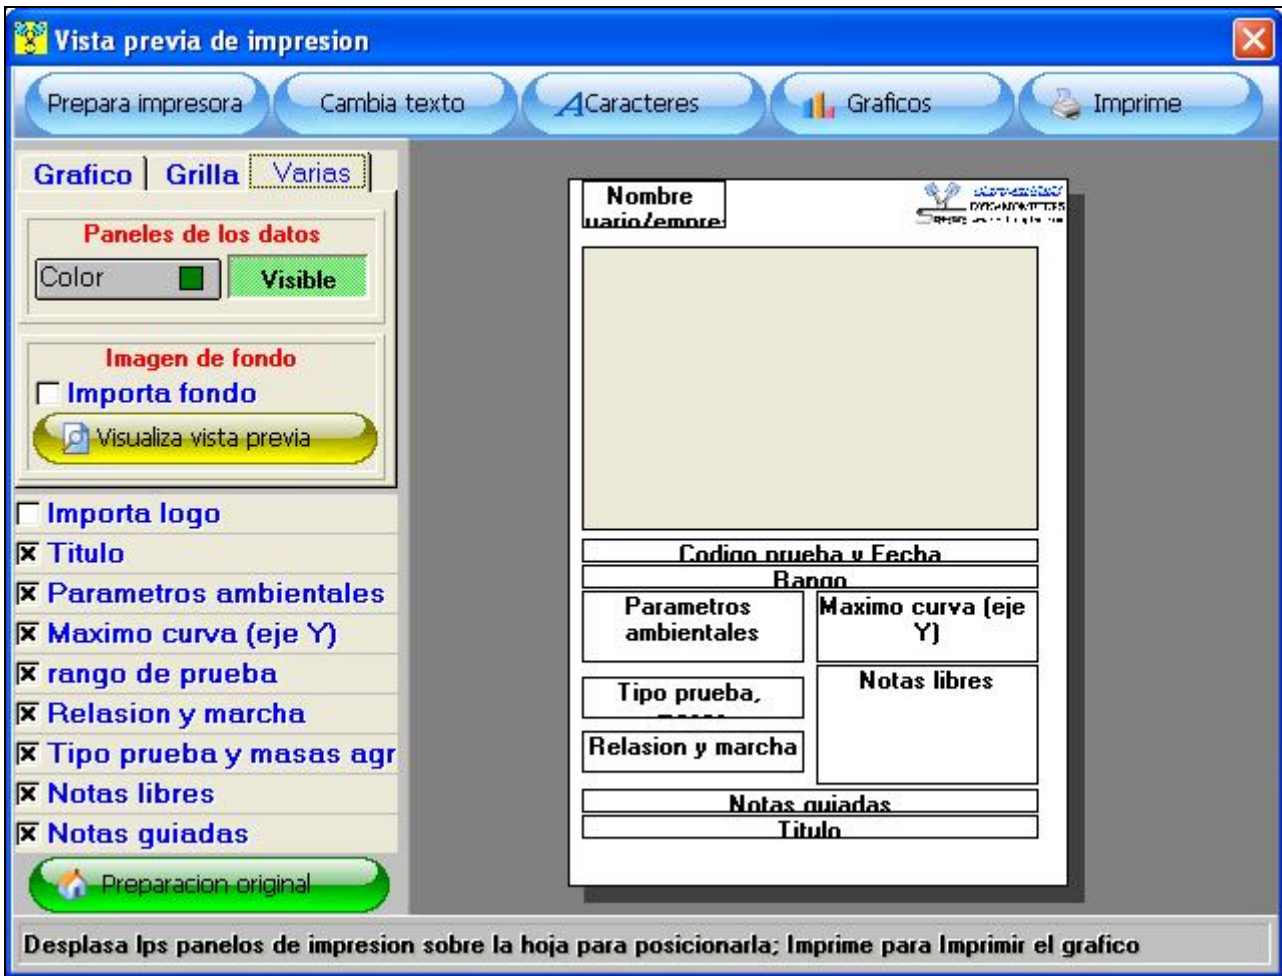 Vista previa de impresion
Prepara impresora
Cambia texto
ACaracteres
Graficos
Imprime
Grafico
Grilla
Varias
Paneles de los datos
Color
Visible
Imagen de fondo
Importa fondo
Visualiza vista previa
Importa logo
Titulo
Parametros ambientales
Maximo curva (eje Y)
rango de prueba
Relasion y marcha
Tipo prueba y masas agr
Notas libres
Notas guiadas
Preparacion original
Nombre
uario/empre
Codigo prueba y Fecha
Rango
Parametros
ambientales
Maximo curva (eje
Y)
Tipo prueba,
Notas libres
Relasion y marcha
Notas guiadas
Titulo
Desplasa lps panelos de impresion sobre la hoja para posicionarla; Imprime para Imprimir el grafico